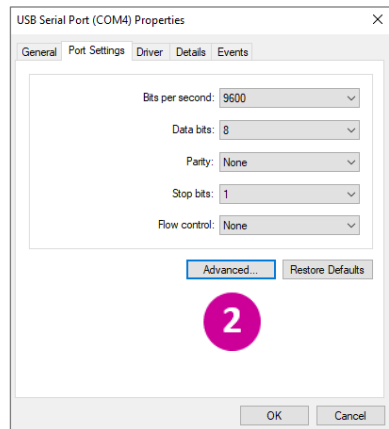 USB Serial Port (COM4) Properties
General Port Settings Driver Details Events
Bits per second: 9600
Data bits: 8
Parity: None
Stop bits: 1
Flow control: None
Advanced... Restore Defaults
2
OK Cancel